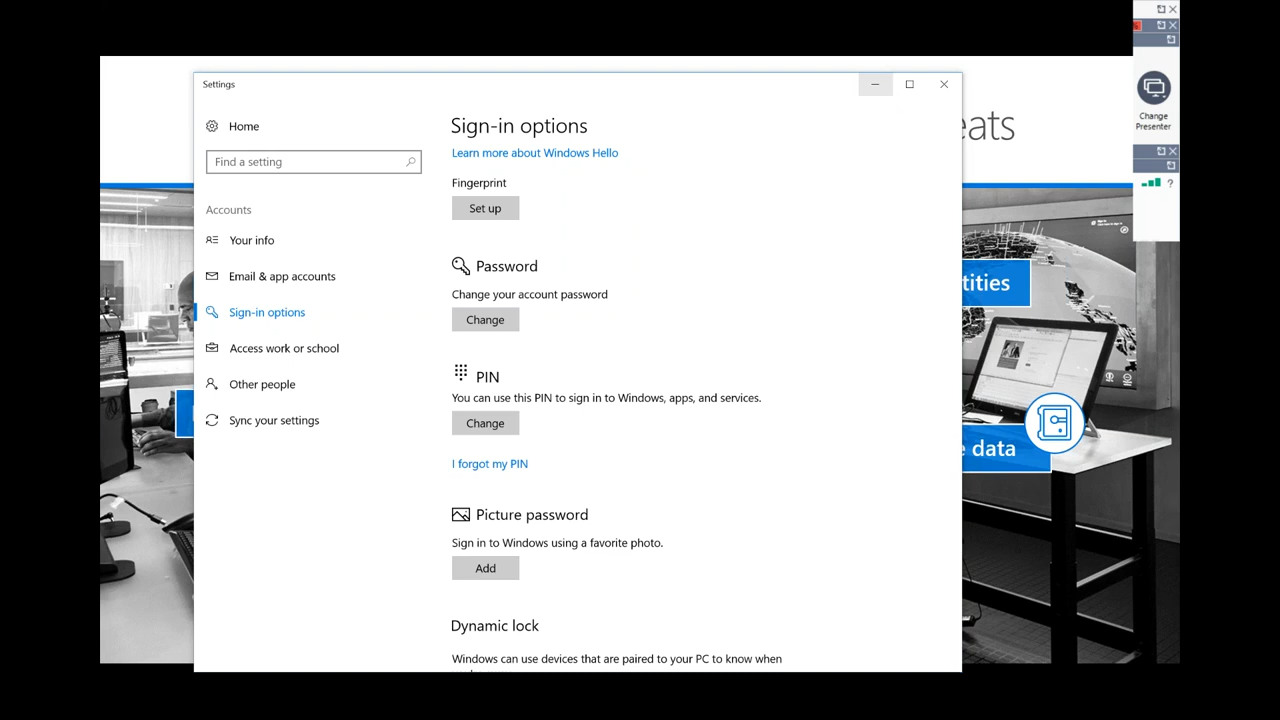 Settings
Home
Find a setting
Accounts
Your info
Email & app accounts
Sign-in options
Access work or school
Other people
Sync your settings
Sign-in options
Learn more about Windows Hello
Fingerprint
Set up
Password
Change your account password
Change
PIN
You can use this PIN to sign in to Windows, apps, and services.
Change
I forgot my PIN
Picture password
Sign in to Windows using a favorite photo.
Add
Dynamic lock
Windows can use devices that are paired to your PC to know when
eats
tities
data
Change
Presenter
?